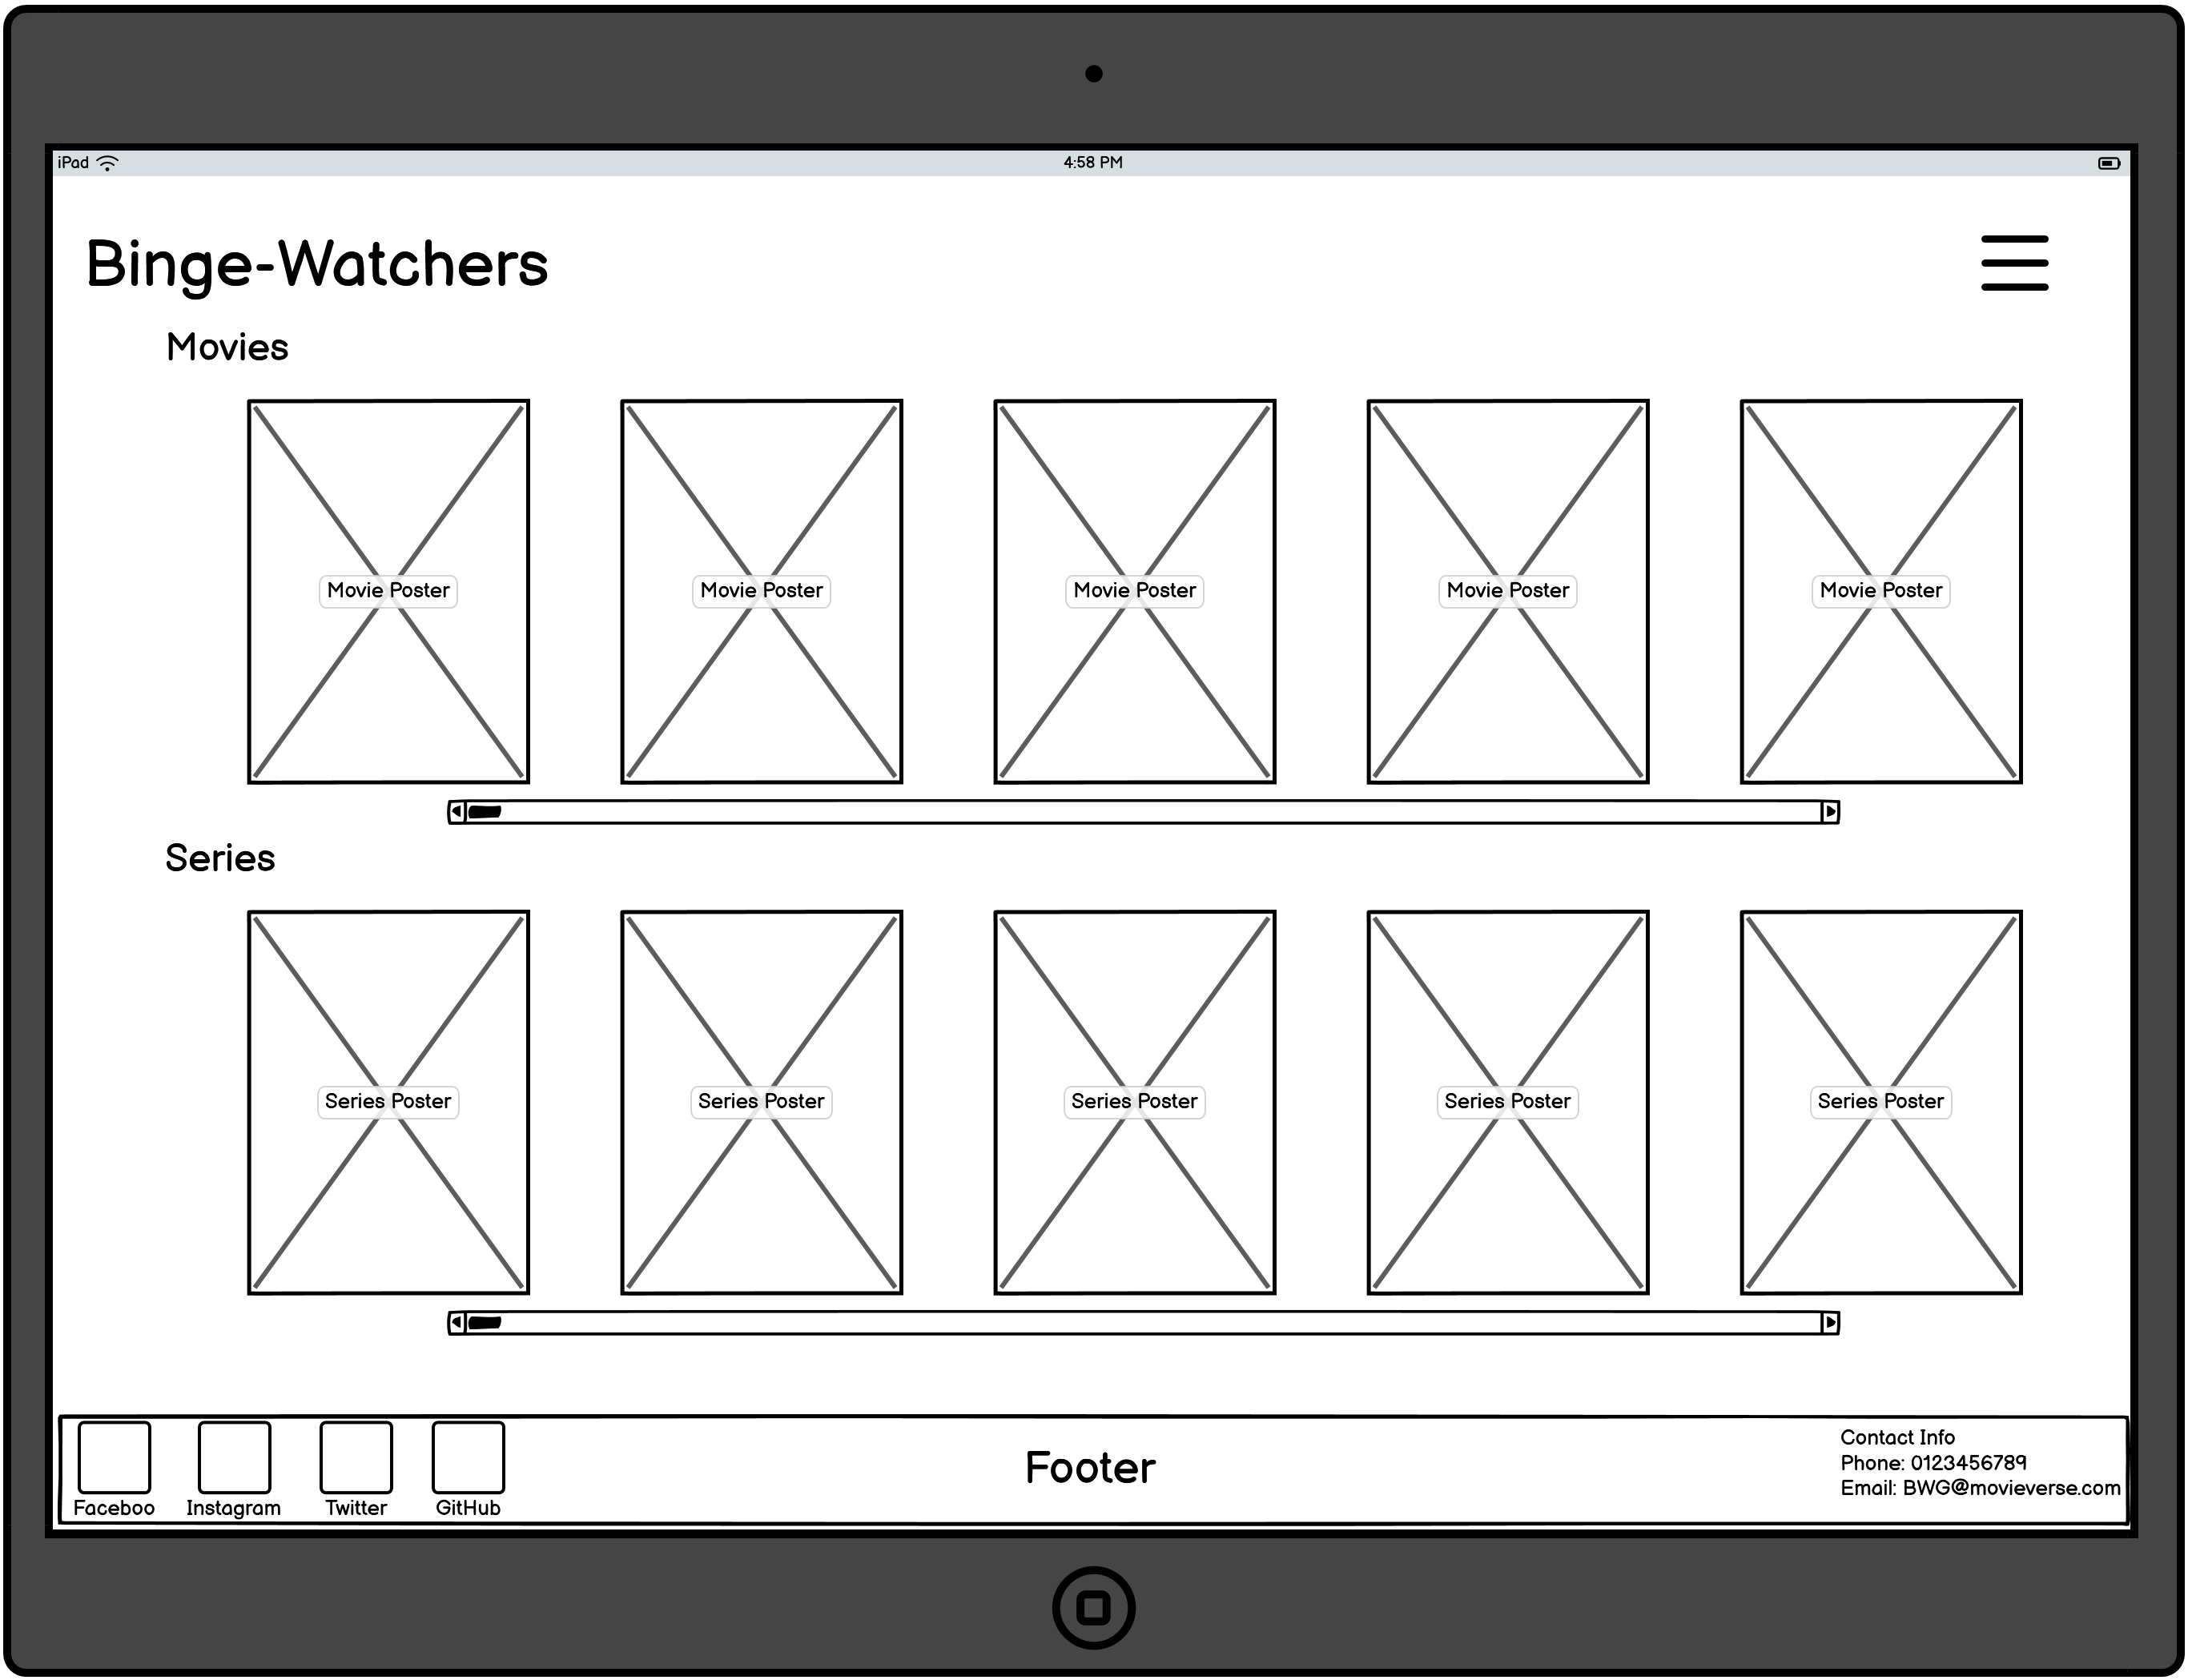 iPad
4:58 PM
Binge-Watchers
Movies
Movie Poster
Movie Poster
Movie Poster
Movie Poster
Movie Poster
Series
Series Poster
Series Poster
Series Poster
Series Poster
Series Poster
Faceboo
Instagram
Twitter
GitHub
Footer
Contact Info
Phone: 0123456789
Email: BWG@movieverse.com